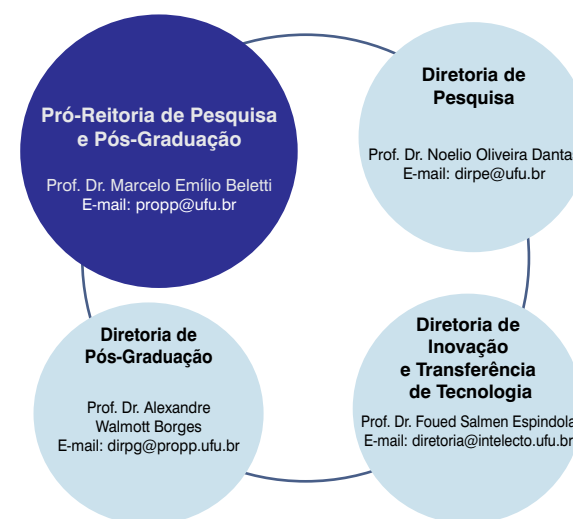 Pró-Reitoria de Pesquisa
e Pós-Graduação
Prof. Dr. Marcelo Emílio Beletti
E-mail: propp@ufu.br
Diretoria de
Pesquisa
Prof. Dr. Noelio Oliveira Danta
E-mail: dirpe@ufu.br
Diretoria de
Pós-Graduação
Prof. Dr. Alexandre
Walmott Borges
E-mail: dirpg@propp.ufu.br
Diretoria de
Inovação
e Transferência
de Tecnologia
Prof. Dr. Foued Salmen Espindola
E-mail: diretoria@intelecto.ufu.br